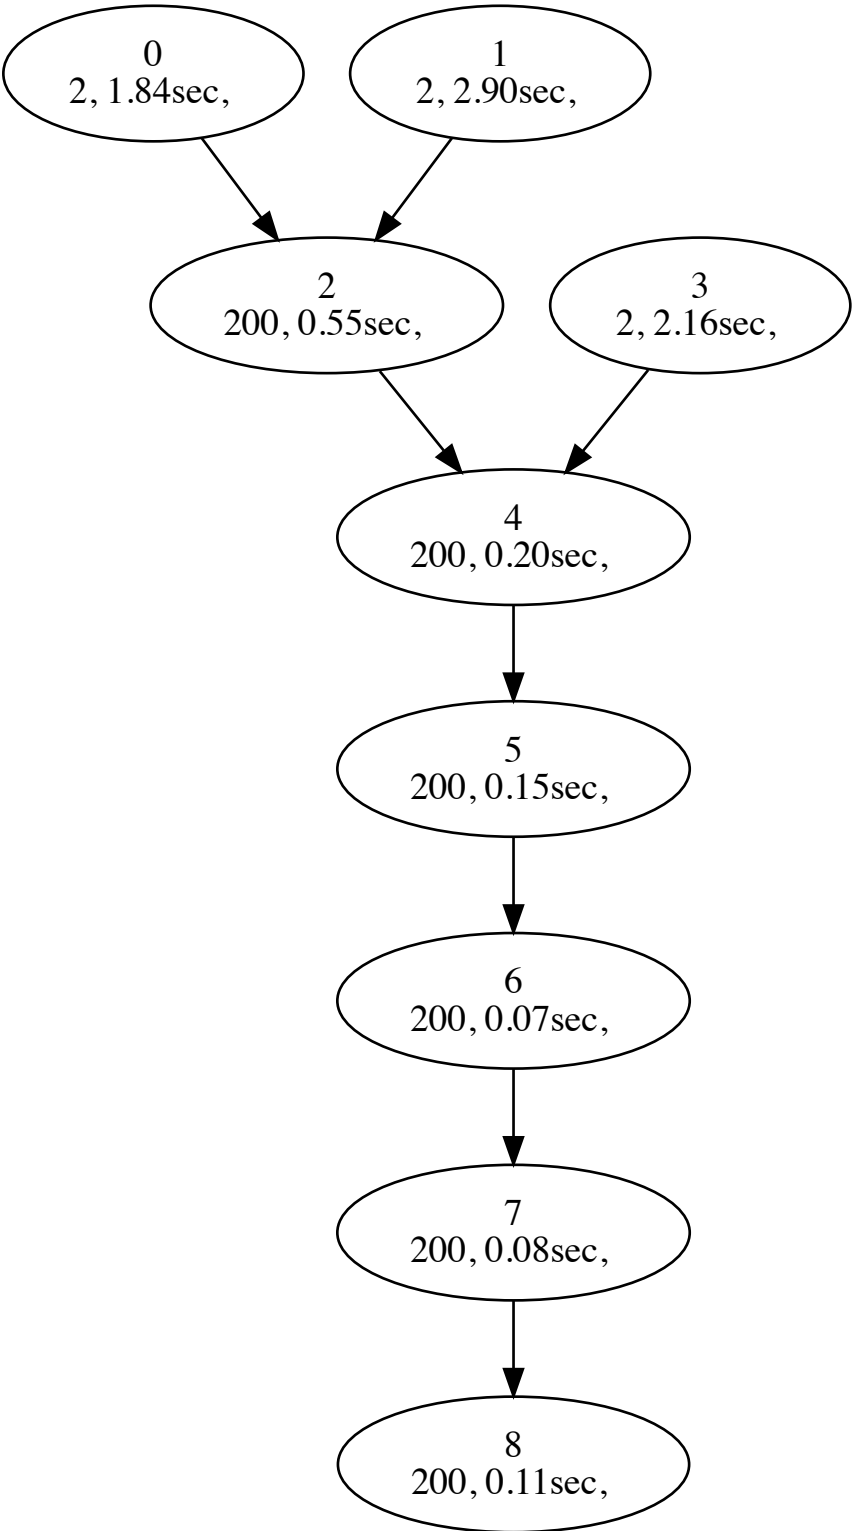 0
2, 1.84sec,
1
2, 2.90sec,
2
200, 0.55sec,
3
2, 2.16sec,
4
200, 0.20sec,
5
200, 0.15sec,
6
200, 0.07sec,
7
200, 0.08sec,
8
200, 0.11sec,